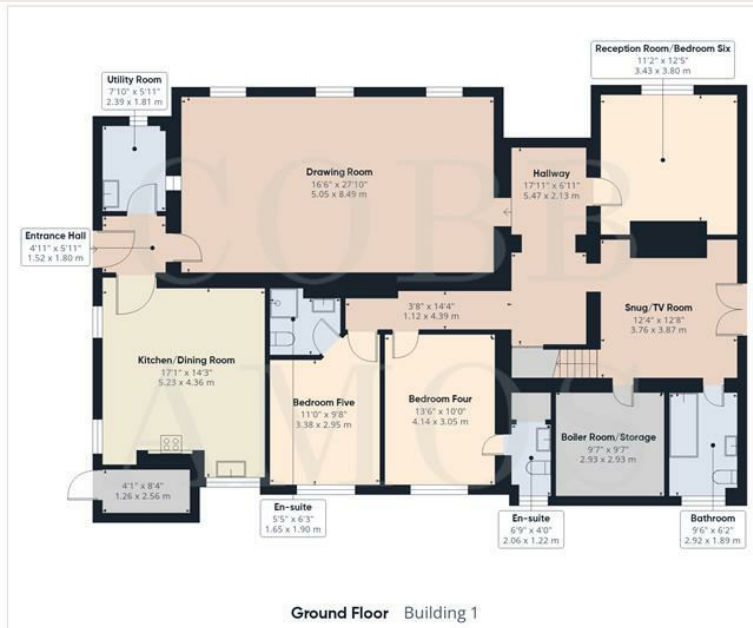 Reception Room/Bedroom Six
11'2" x 12'5"
3.43 x 3.80 m
Utility Room
7'10" x 5'11"
2.39 x 1.81 m
Drawing Room
16'6" x 27'10"
5.05 x 8.49 m
Hallway
17'11" x 6'11"
5.47 x 2.13 m
Entrance Hall
4'11" x 5'11"
1.52 x 1.80 m
3'8" x 14'4"
1.12 x 4.39 m
Snug/TV Room
12'4" x 12'8"
3.76 x 3.87 m
Kitchen/Dining Room
17'1" x 14'3"
5.23 x 4.36 m
Bedroom Five
11'0" x 9'8"
3.38 x 2.95 m
Bedroom Four
13'6" x 10'0"
4.14 x 3.05 m
Boiler Room/Storage
9'7" x 9'7"
2.93 x 2.93 m
4'1" x 8'4"
1.26 x 2.56 m
En-suite
5'5" x 6'3"
1.65 x 1.90 m
En-suite
6'9" x 4'0"
2.06 x 1.22 m
Bathroom
9'6" x 6'2"
2.92 x 1.89 m
COBB
AMOS
Ground Floor Building 1